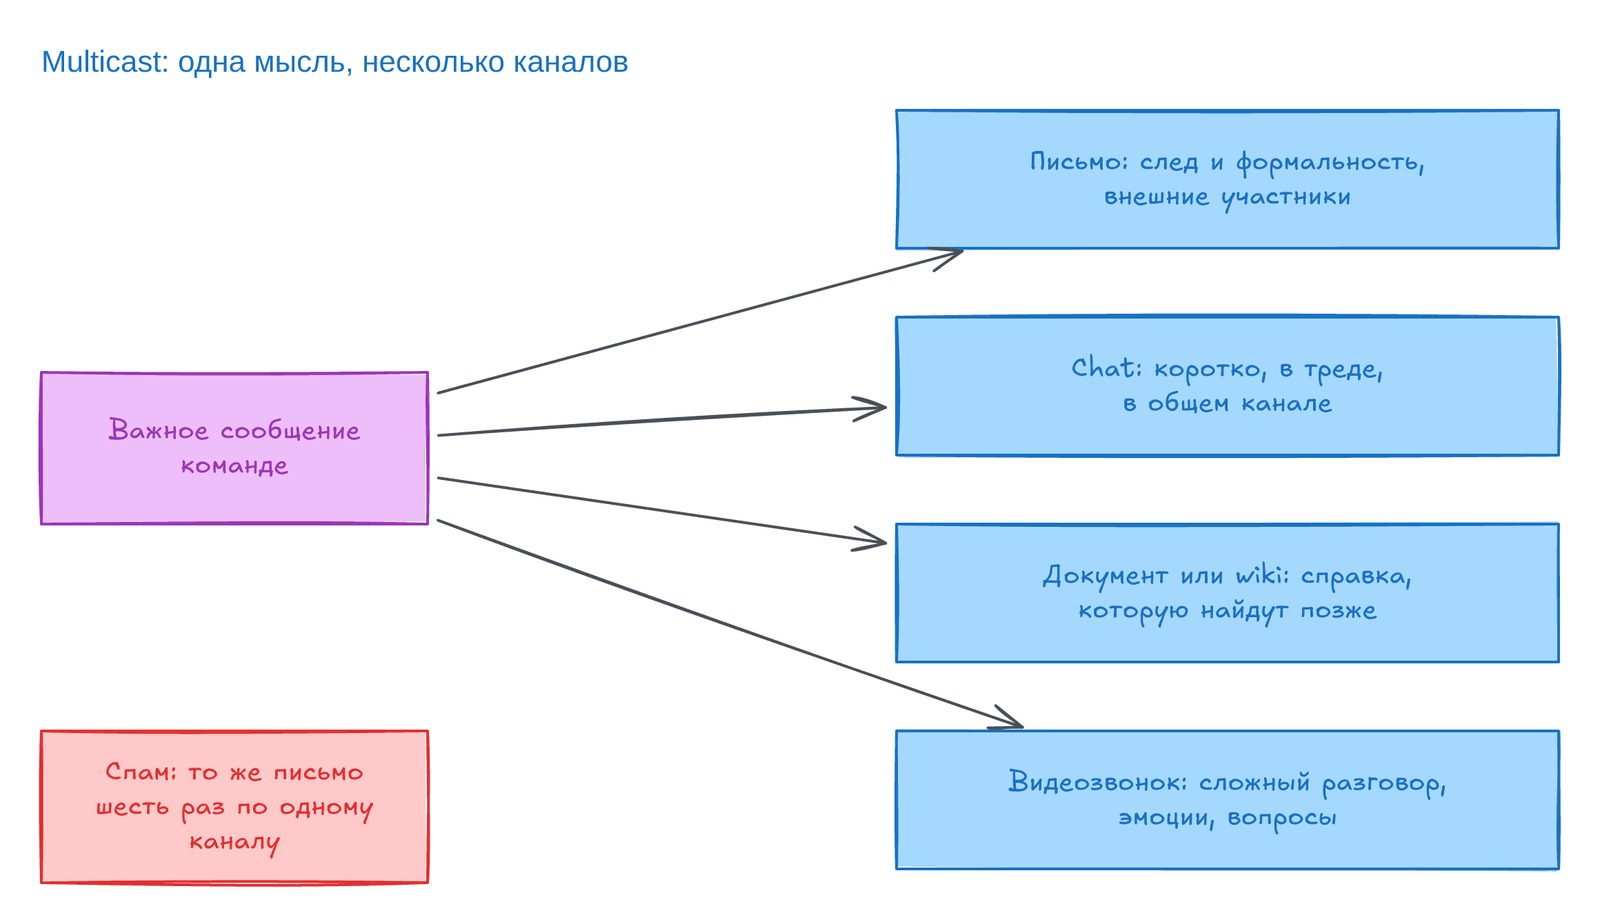 Multicast: одна мысль, несколько каналов
Письмо: след и формальность,
внешние участники
Chat: коротко, в треде,
в общем канале
Важное сообщение
команде
Документ или wiki: справка,
которую найдут позже
Спам: то же письмо
шесть раз по одному
каналу
Видеозвонок: сложный разговор,
эмоции, вопросы